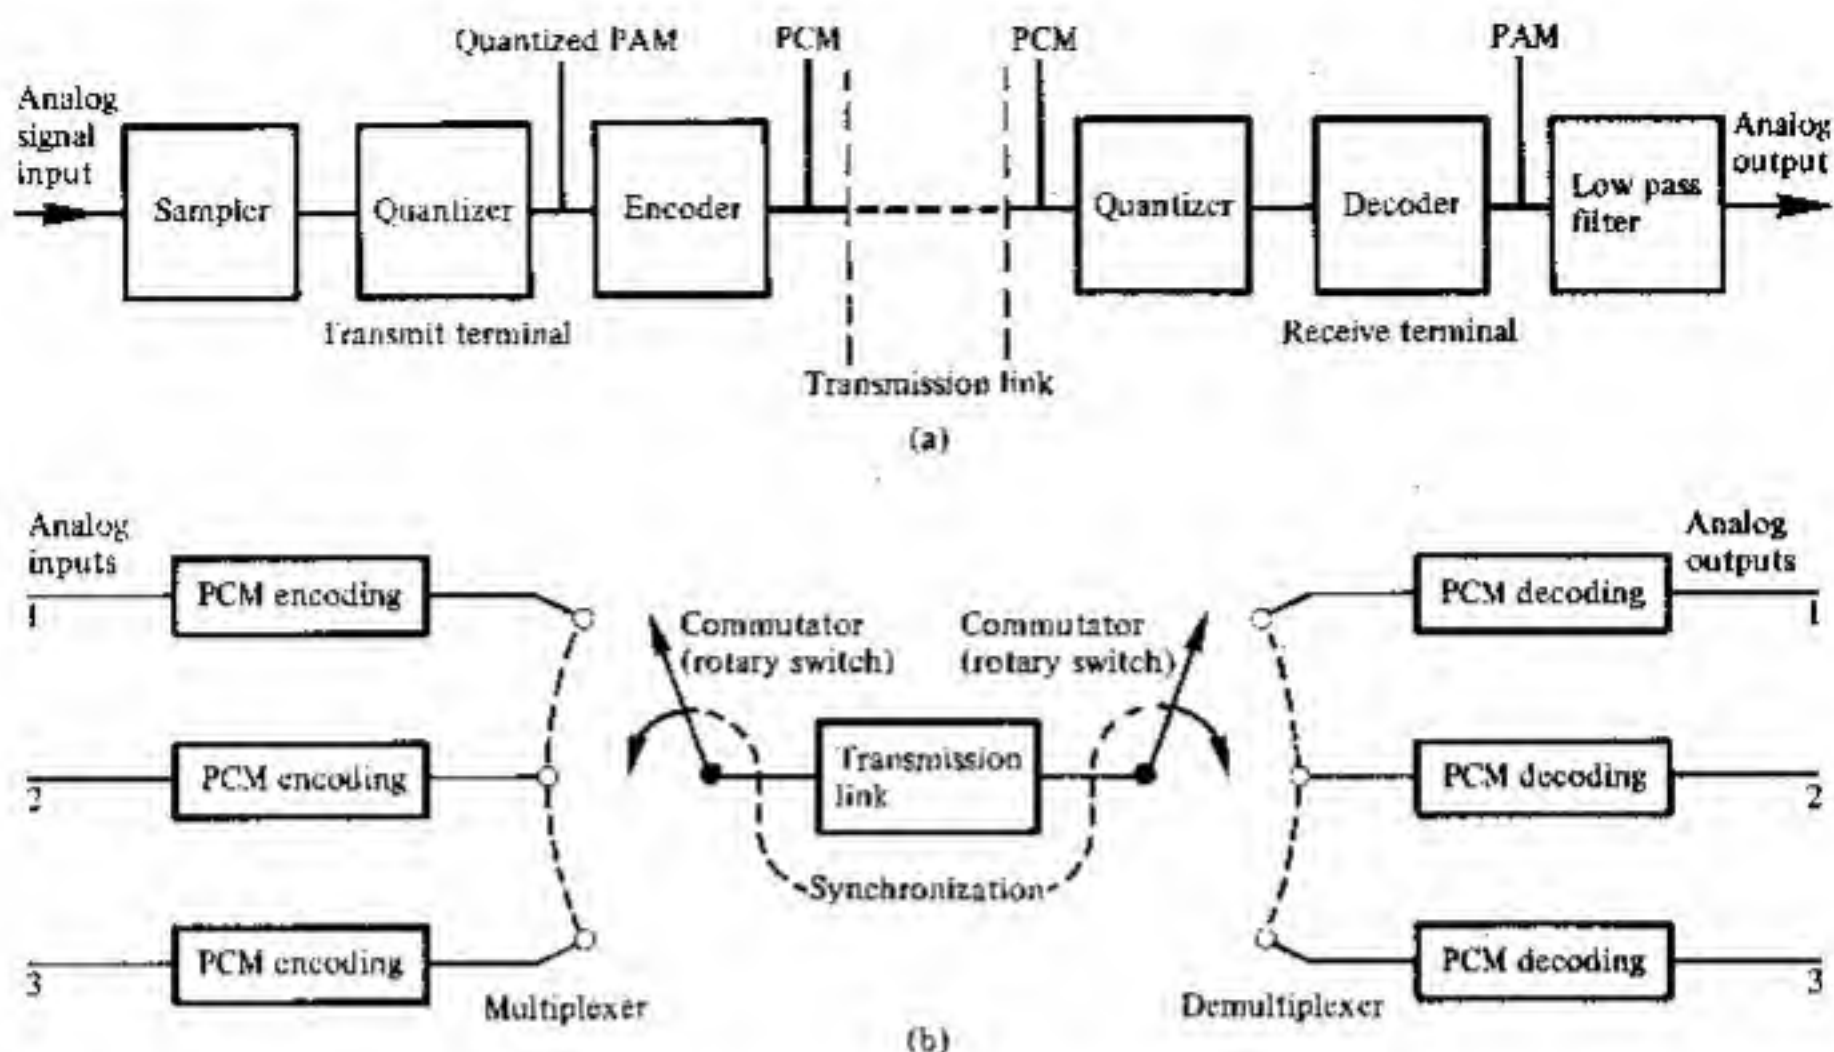 Quantized PAM
PCM
PCM
PAM
Analog
signal
input
Sampler
Quantizer
Encoder
Quantizer
Decoder
Low pass
filter
Analog
output
Transmit terminal
Receive terminal
Transmission link
(a)
Analog
inputs
1
PCM encoding
Commutator
(rotary switch)
Commutator
(rotary switch)
PCM decoding
Analog
outputs
1
2
PCM encoding
Transmission
link
PCM decoding
2
Synchronization
3
PCM encoding
PCM decoding
3
Multiplexer
Demultiplexer
(b)